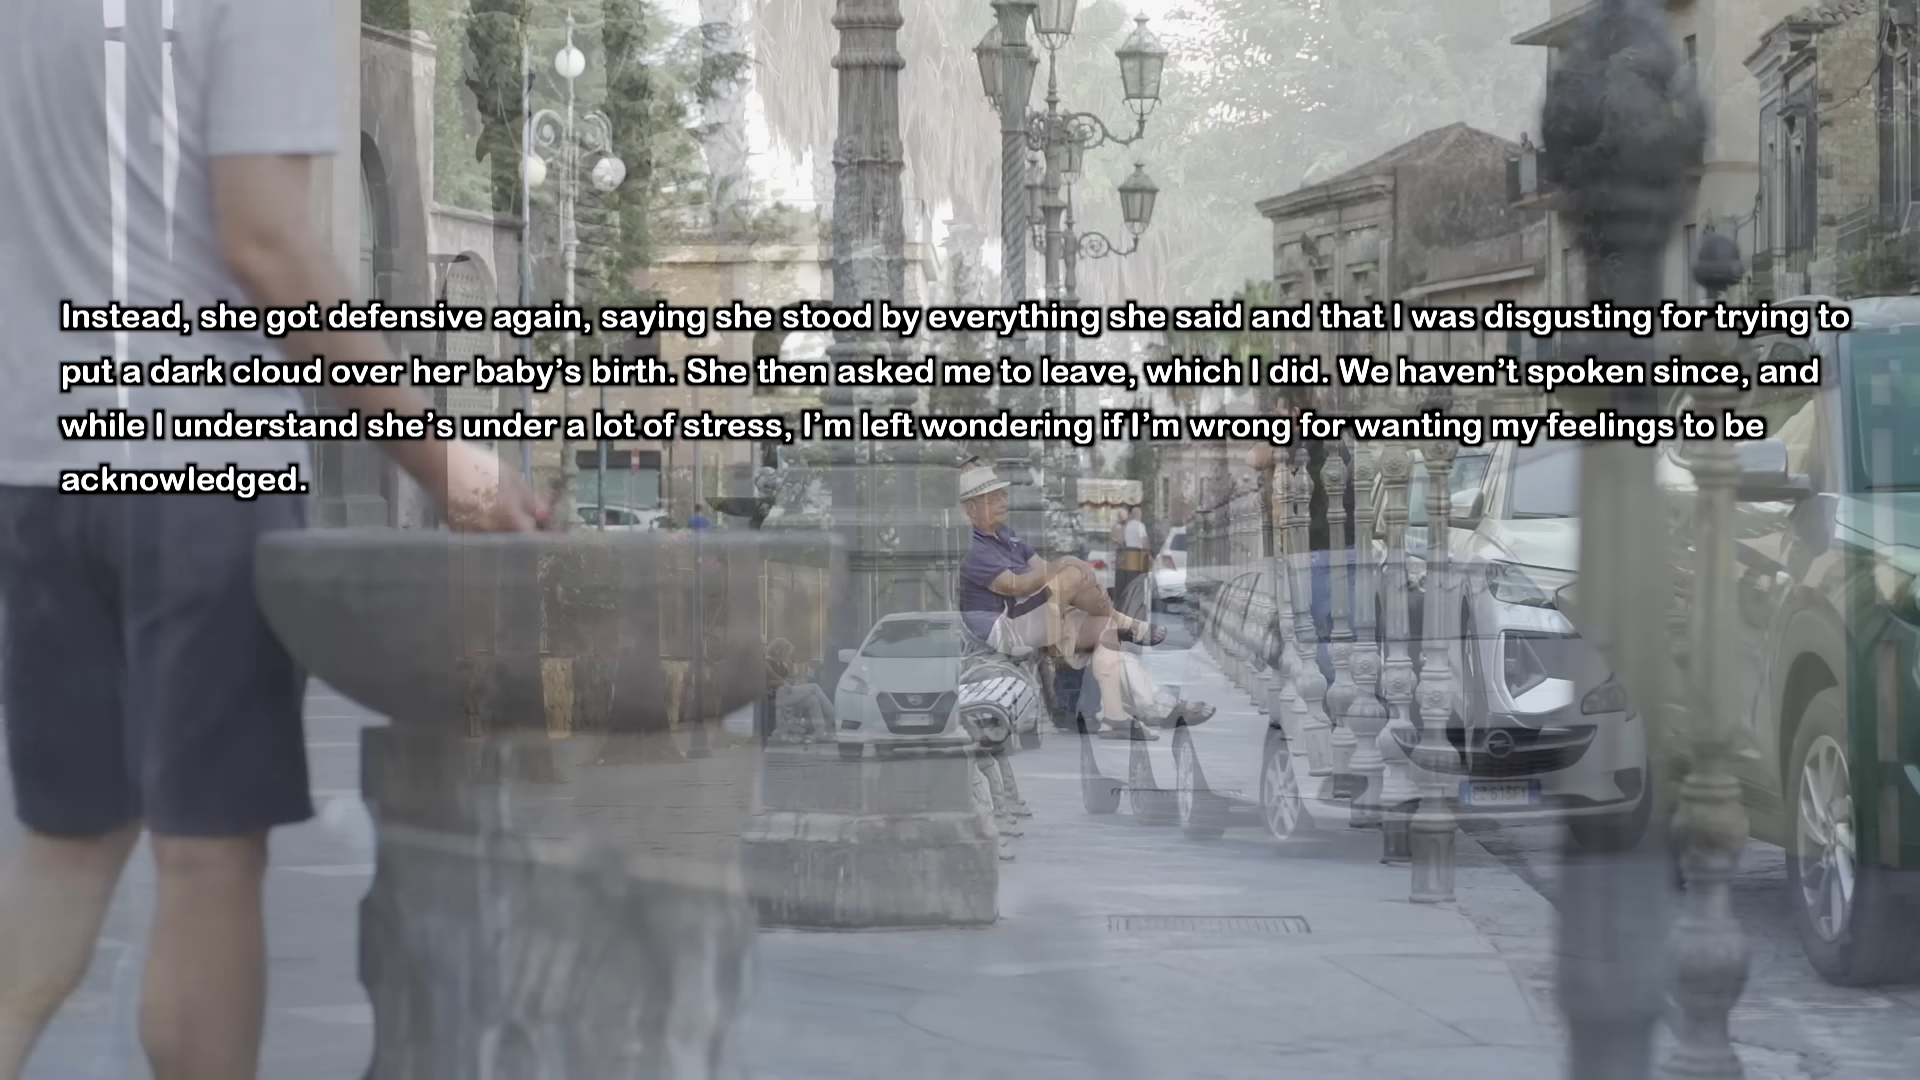 Instead, she got defensive again, saying she stood by everything she said and that I was disgusting for trying to
put a dark cloud over her baby’s birth. She then asked me to leave, which I did. We haven’t spoken since, and
while I understand she’s under a lot of stress, I’m left wondering if I’m wrong for wanting my feelings to be
acknowledged.